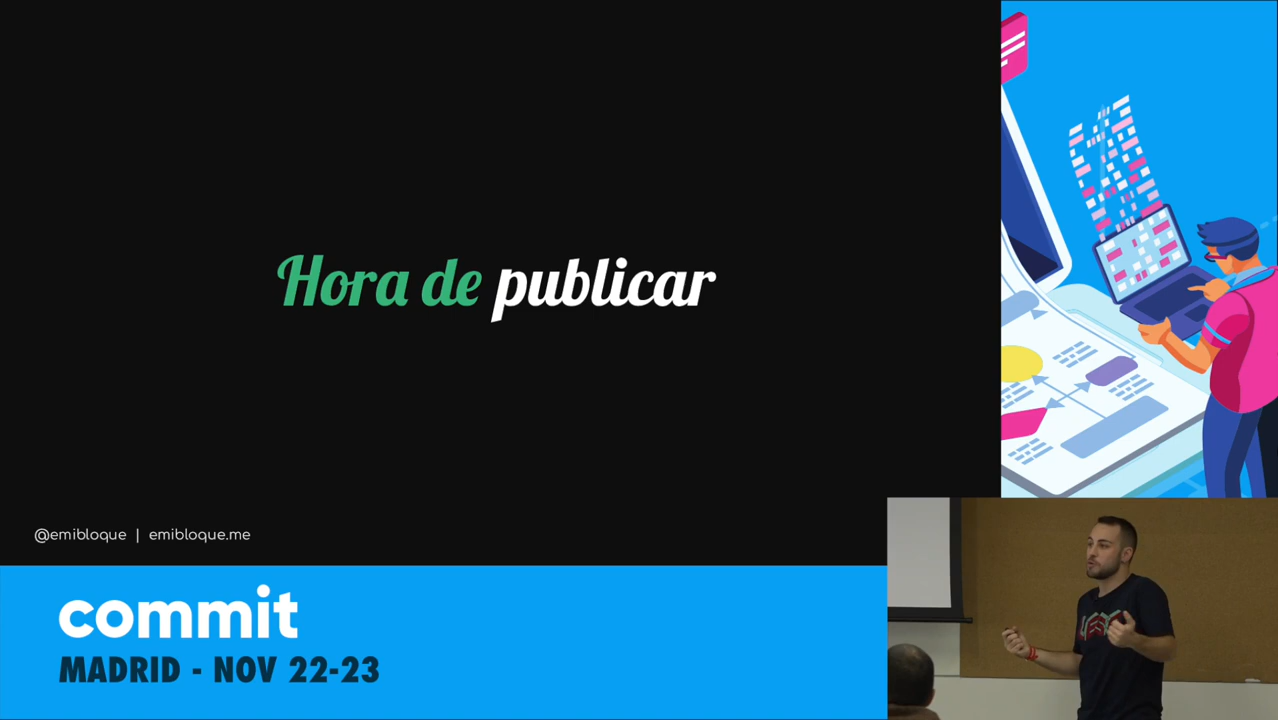 Hora de publicar
@emibloque | emibloque.me
commit
MADRID - NOV 22-23